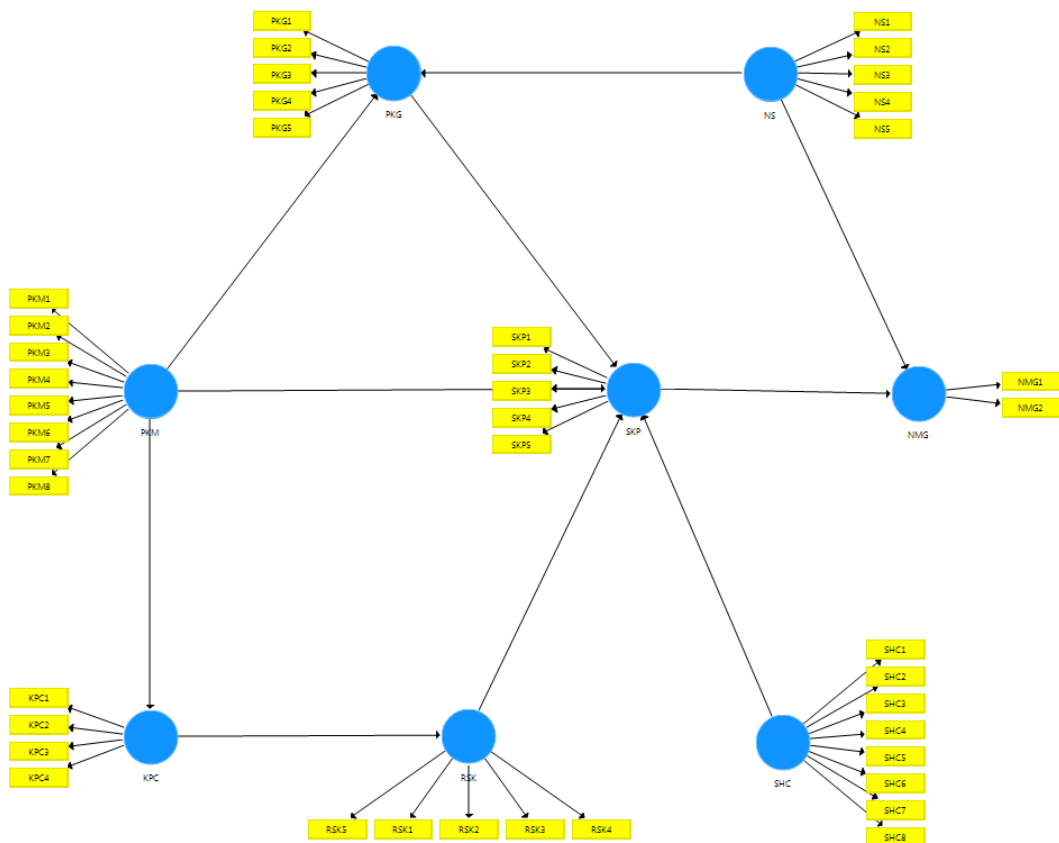 PKG1
PKG2
PKG3
PKG4
PKG5
PKG
NS1
NS2
NS3
NS4
NS5
NS
PKM1
PKM2
PKM3
PKM4
PKM5
PKM6
PKM7
PKM8
PKM
SKP1
SKP2
SKP3
SKP4
SKP5
SKP
NMG1
NMG2
NMG
KPC1
KPC2
KPC3
KPC4
KPC
RSK
RSK5
RSK1
RSK2
RSK3
RSK4
SHC1
SHC2
SHC3
SHC4
SHC5
SHC6
SHC7
SHC8
SHC